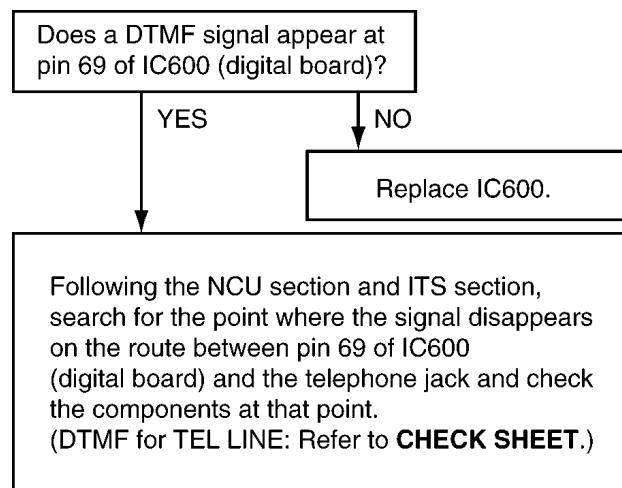 Does a DTMF signal appear at
pin 69 of IC600 (digital board)?
YES
NO
Replace IC600.
Following the NCU section and ITS section,
search for the point where the signal disappears
on the route between pin 69 of IC600
(digital board) and the telephone jack and check
the components at that point.
(DTMF for TEL LINE: Refer to CHECK SHEET.)